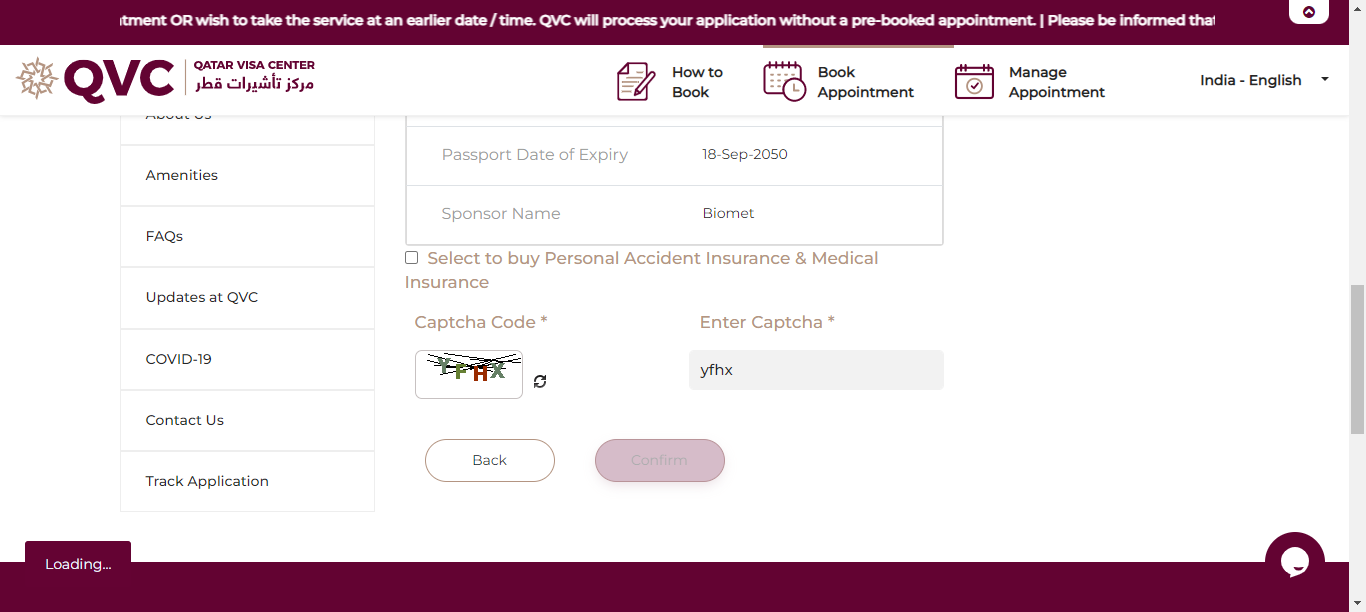 ntment OR wish to take the service at an earlier date / time. QVC will process your application without a pre-booked appointment. | Please be informed that
QVC
QATAR VISA CENTER
مركز تأشيرات قطر
How to
Book
Book
Appointment
Manage
Appointment
India - English
About Us
Amenities
FAQs
Updates at QVC
COVID-19
Contact Us
Track Application
Passport Date of Expiry 18-Sep-2050
Sponsor Name Biomet
Select to buy Personal Accident Insurance & Medical
Insurance
Captcha Code * Enter Captcha *
YFHX yfhx
Back Confirm
Loading...